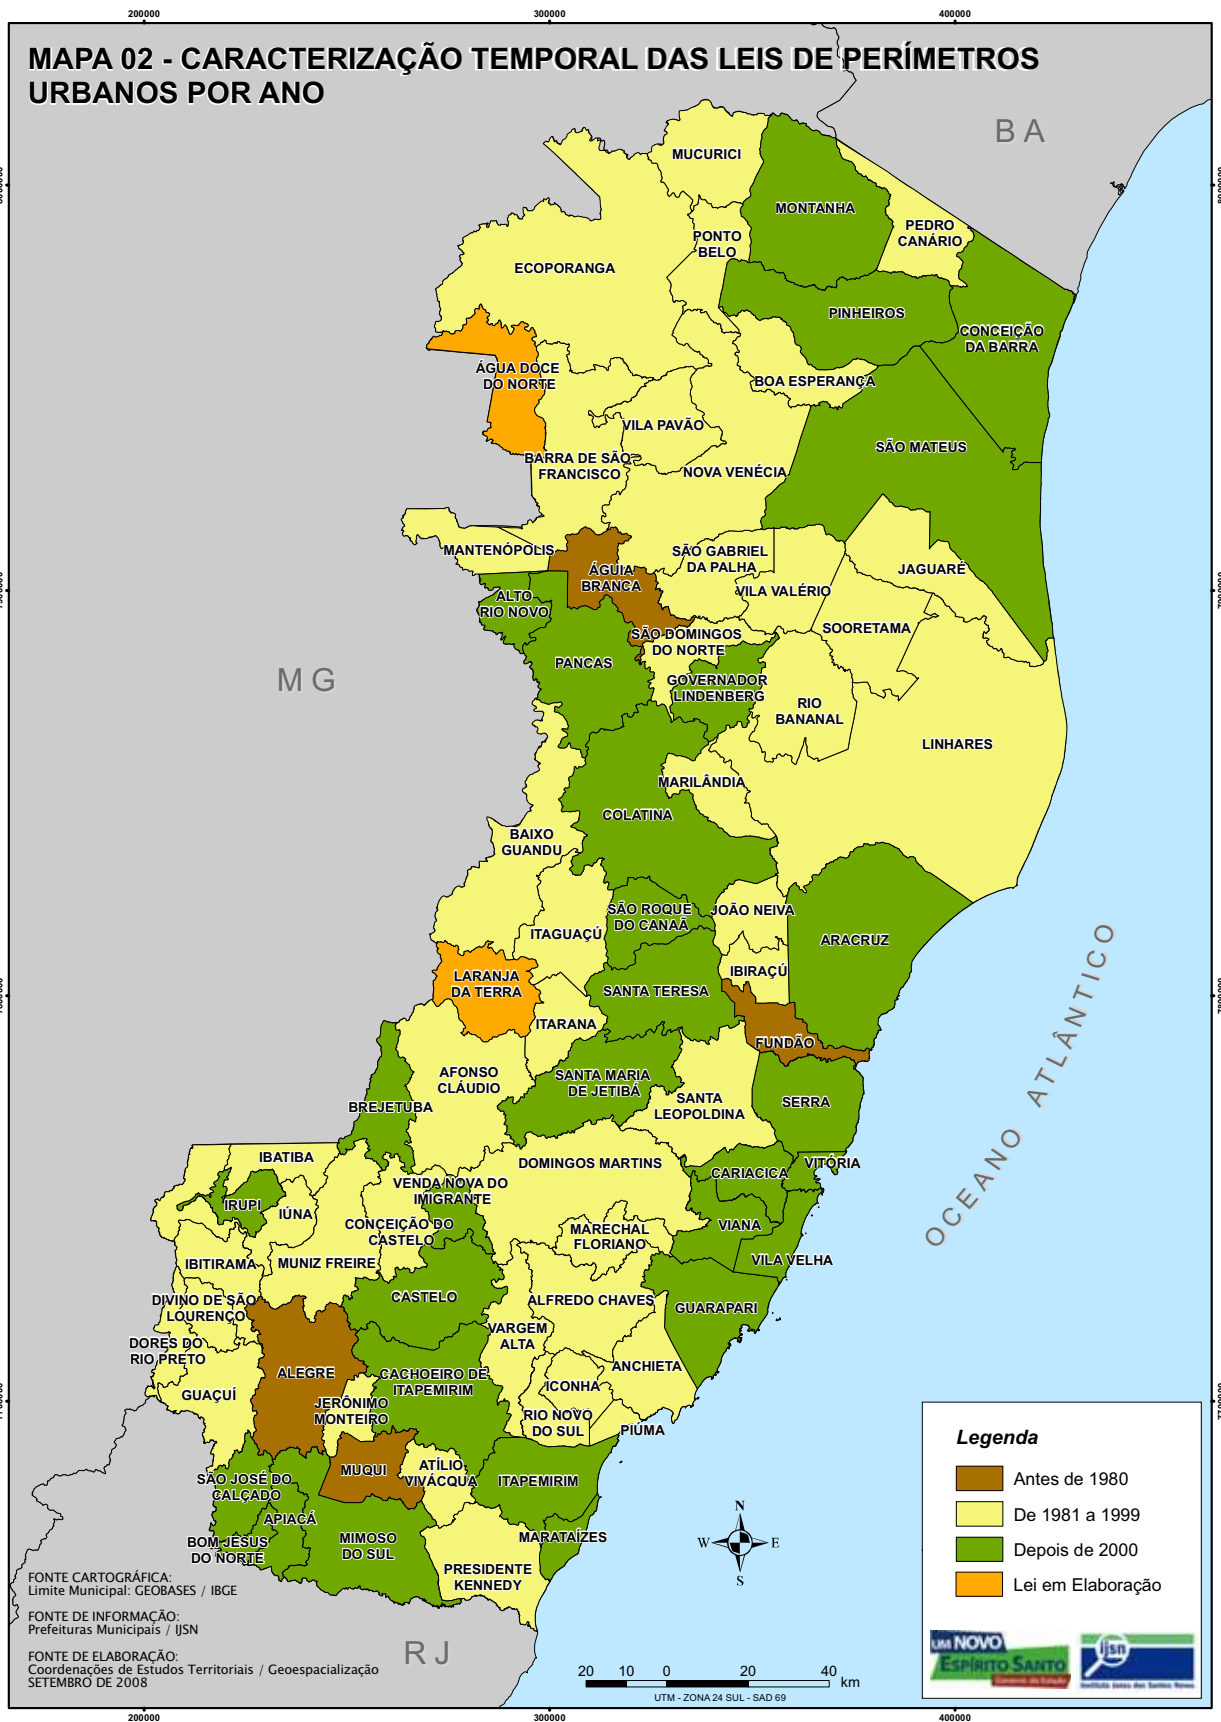 200000
300000
400000
MAPA 02 - CARACTERIZAÇÃO TEMPORAL DAS LEIS DE PERÍMETROS
URBANOS POR ANO
B A
MUCURICI
MONTANHA
PEDRO
CANÁRIO
PONTO
BELO
ECOPORANGA
PINHEIROS
CONCEIÇÃO
DA BARRA
ÁGUA DOCE
DO NORTE
BOA ESPERANÇA
VILA PAVÃO
SÃO MATEUS
BARRA DE SÃO
FRANCISCO
NOVA VENÉCIA
MANTENÓPOLIS
SÃO GABRIEL
DA PALHA
JAGUARÉ
ÁGUIA
BRANCA
VILA VALÉRIO
ALTO
RIO NOVO
SOORETAMA
SÃO DOMINGOS
DO NORTE
PANCAS
M G
GOVERNADOR
LINDENBERG
RIO
BANANAL
LINHARES
MARILÂNDIA
COLATINA
BAIXO
GUANDU
SÃO ROQUE
DO CANAÃ
JOÃO NEIVA
ITAGUAÇÚ
ARACRUZ
IBIRAÇÚ
LARANJA
DA TERRA
SANTA TERESA
ITARANA
FUNDÃO
OCEANO ATLÂNTICO
AFONSO
CLÁUDIO
SANTA MARIA
DE JETIBÁ
BREJETUBA
SANTA
LEOPOLDINA
SERRA
IBATIBA
DOMINGOS MARTINS
VITÓRIA
CARIACICA
VENDA NOVA DO
IMIGRANTE
IRUPI
IÚNA
CONCEIÇÃO DO
CASTELO
MARECHAL
FLORIANO
VIANA
VILA VELHA
IBITIRAMA
MUNIZ FREIRE
CASTELO
ALFREDO CHAVES
GUARAPARI
DIVINO DE SÃO
LOURENÇO
VARGEM
ALTA
DORES DO
RIO PRETO
ALEGRE
CACHOEIRO DE
ITAPEMIRIM
ANCHIETA
ICONHA
GUAÇUÍ
JERÔNIMO
MONTEIRO
RIO NOVO
DO SUL
PIÚMA
MUQUI
ATÍLIO
VIVÁCQUA
ITAPEMIRIM
SÃO JOSÉ DO
CALÇADO
APIACÁ
BOM JESUS
DO NORTE
MIMOSO
DO SUL
MARATAÍZES
PRESIDENTE
KENNEDY
R J
N
W
E
S
Legenda
Antes de 1980
De 1981 a 1999
Depois de 2000
Lei em Elaboração
UM NOVO
ESPÍRITO SANTO
Governo do Estado
ijsn
Instituto Jones dos Santos Neves
FONTE CARTOGRÁFICA:
Limite Municipal: GEOBASES / IBGE
FONTE DE INFORMAÇÃO:
Prefeituras Municipais / IJSN
FONTE DE ELABORAÇÃO:
Coordenações de Estudos Territoriais / Geoespacialização
SETEMBRO DE 2008
20 10 0 20 40
km
UTM - ZONA 24 SUL - SAD 69
200000
300000
400000